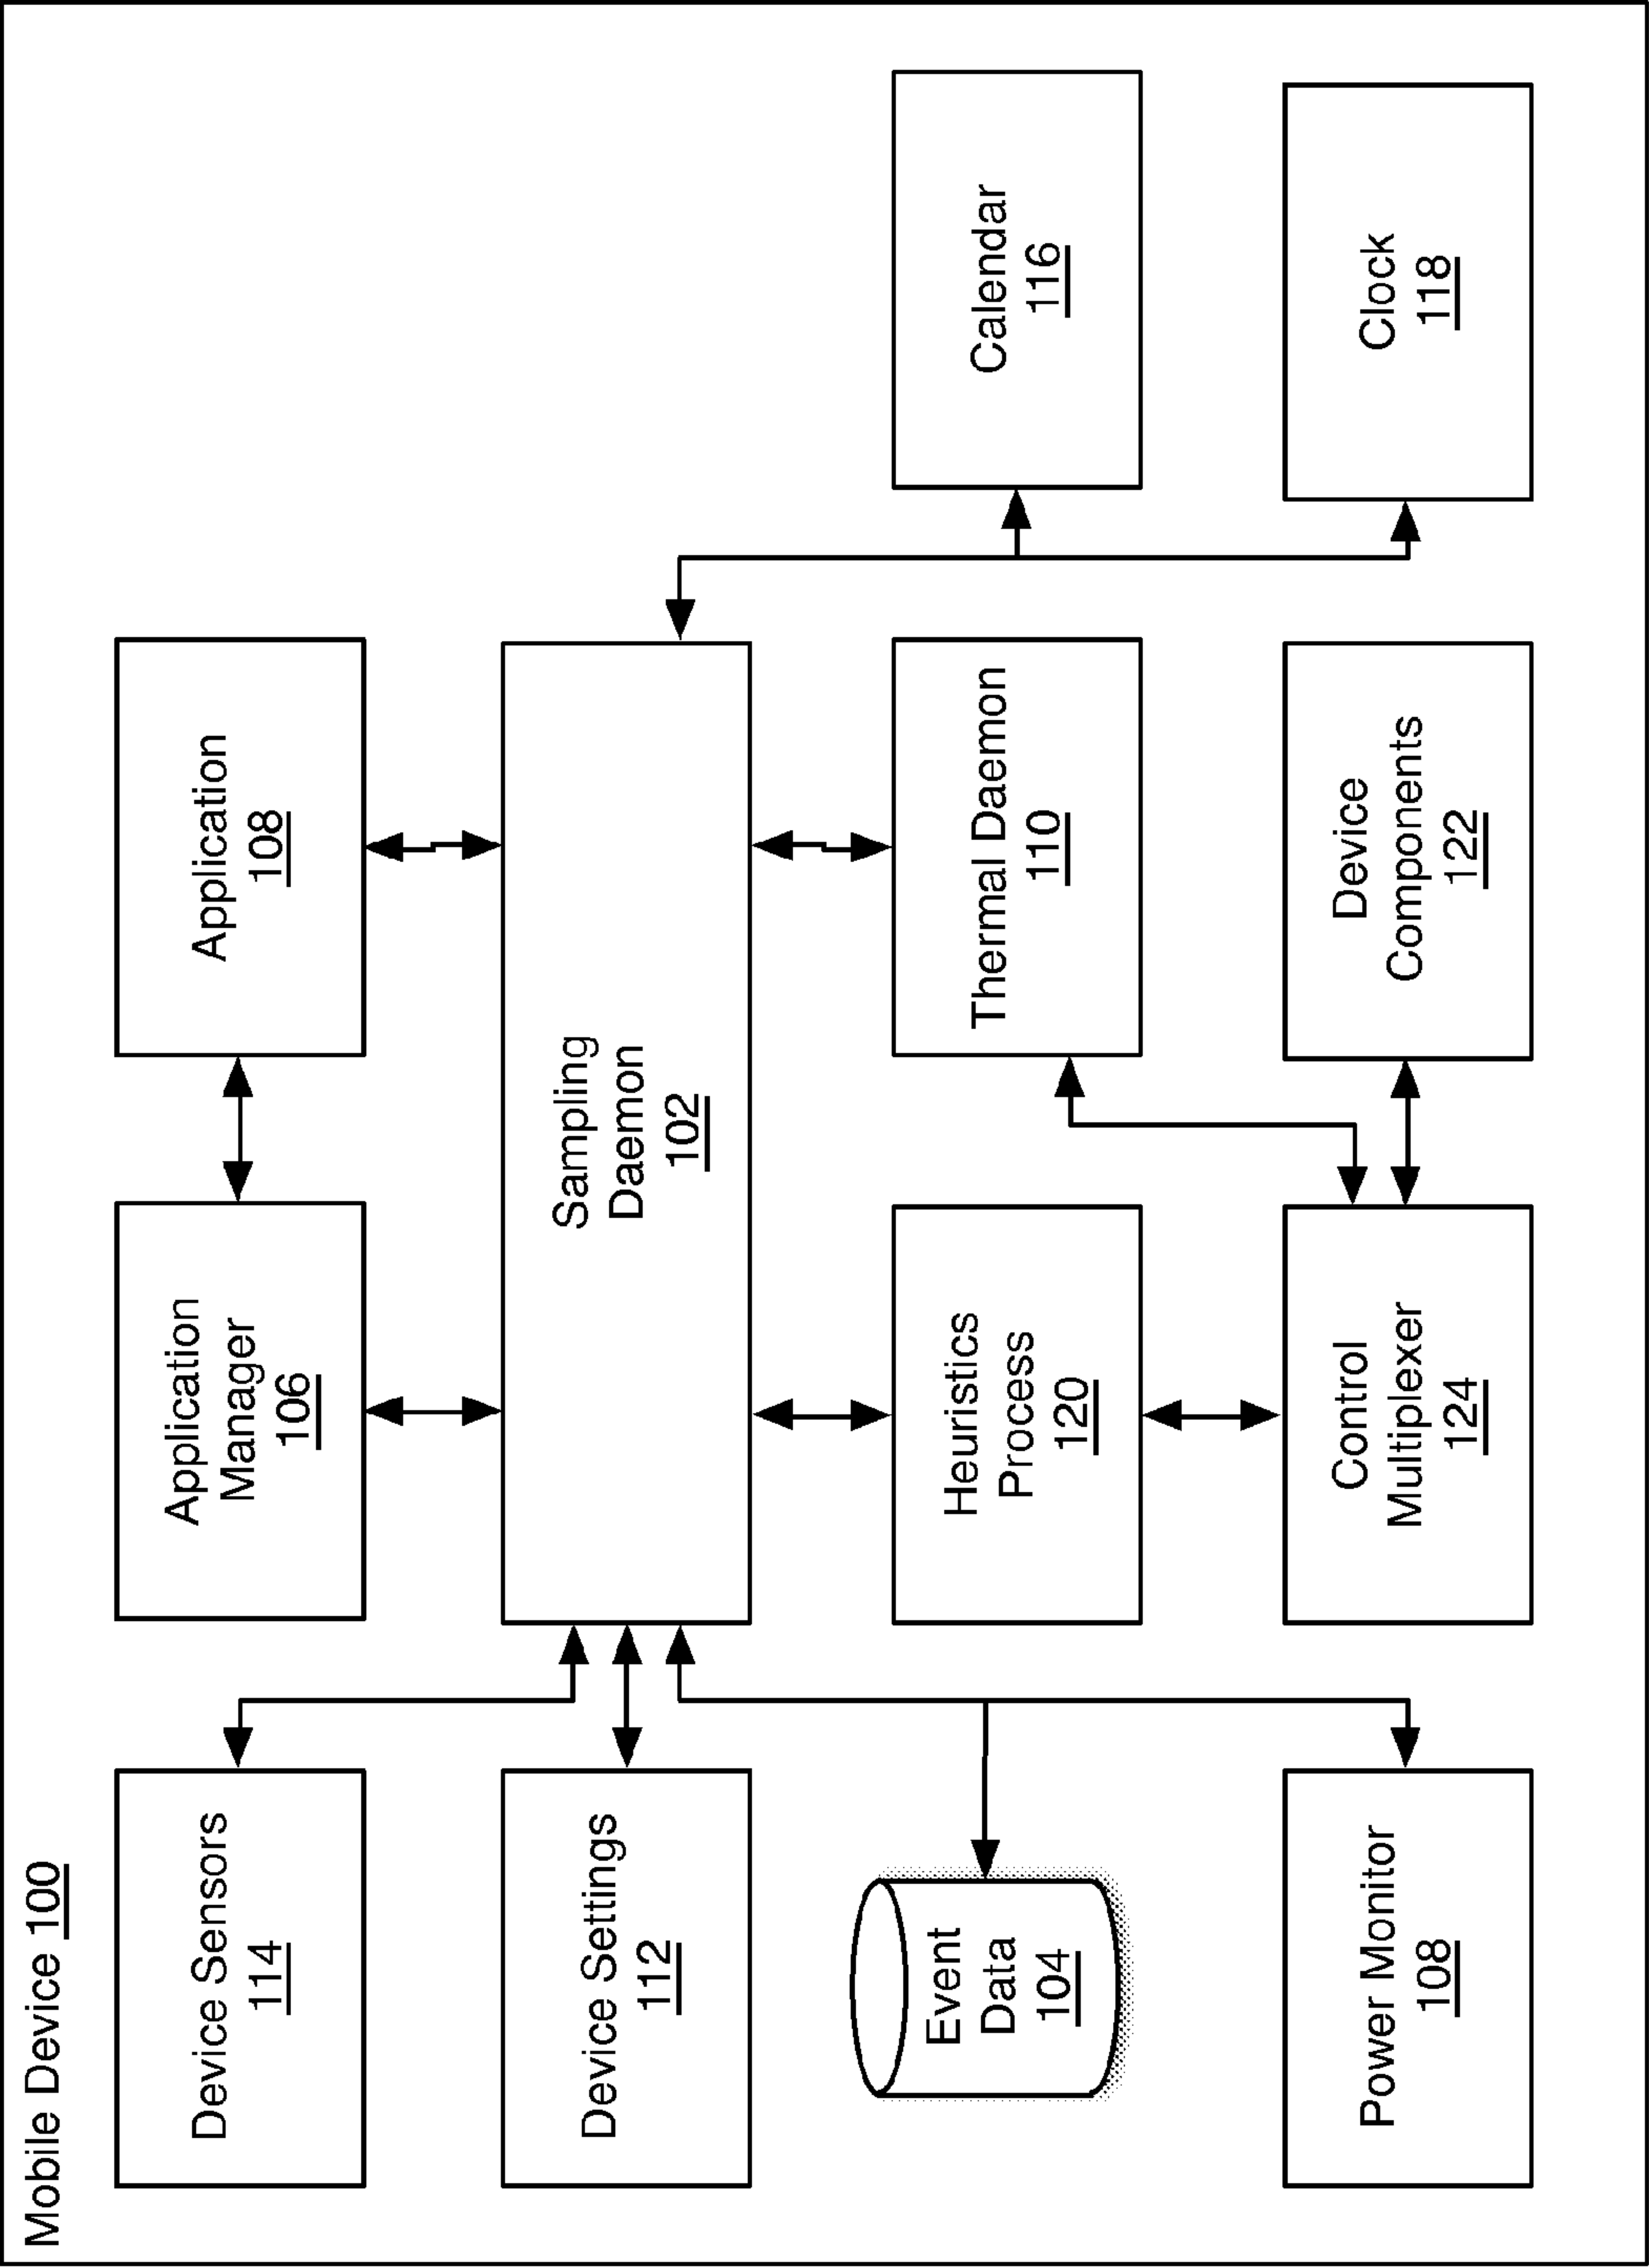 Mobile Device 100
Device Sensors
114
Application
Manager
106
Application
108
Device Settings
112
Sampling
Daemon
102
Event
Data
104
Heuristics
Process
120
Thermal Daemon
110
Calendar
116
Power Monitor
108
Control
Multiplexer
124
Device
Components
122
Clock
118